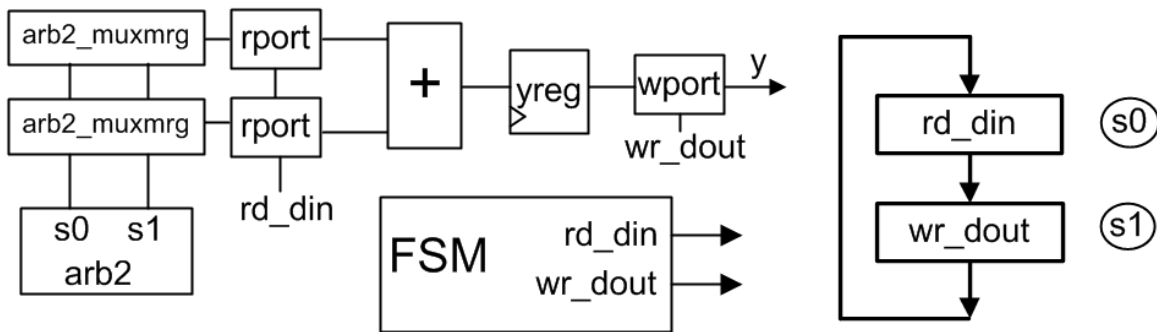 arb2_muxmrg
rport
+
yreg
wport
y
arb2_muxmrg
rport
rd_din
wr_dout
s0 s1
arb2
FSM
rd_din
wr_dout
rd_din
s0
wr_dout
s1